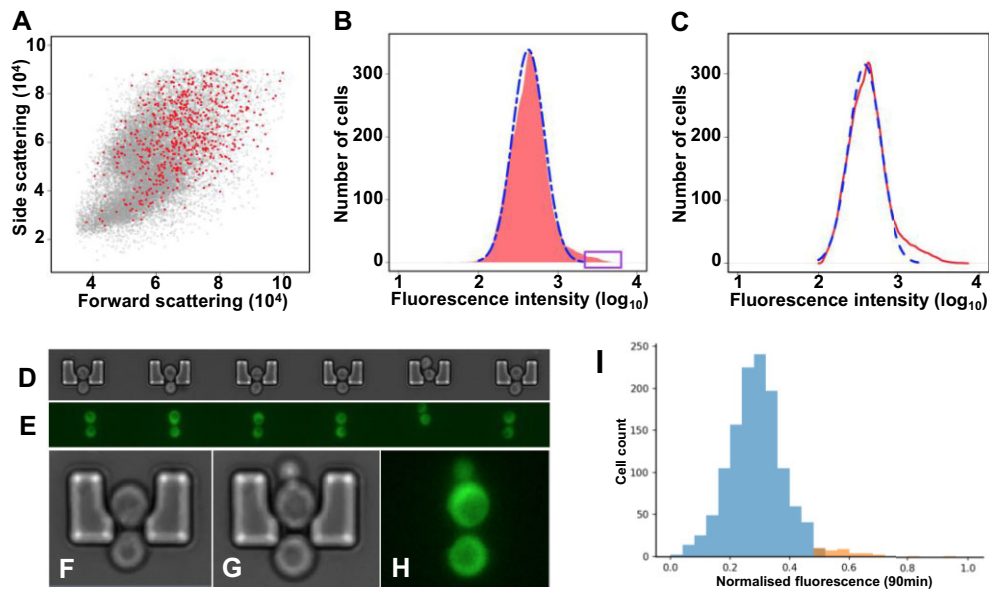 A
B
C
Side scattering (10⁴)
10
8
6
4
2
4 6 8 10
Forward scattering (10⁴)
Number of cells
300
200
100
0
1 2 3 4
Fluorescence intensity (log₁₀)
Number of cells
300
200
100
0
1 2 3 4
Fluorescence intensity (log₁₀)
D
E
F
G
H
I
Cell count
250
200
150
100
50
0
0.0 0.2 0.4 0.6 0.8 1.0
Normalised fluorescence (90min)